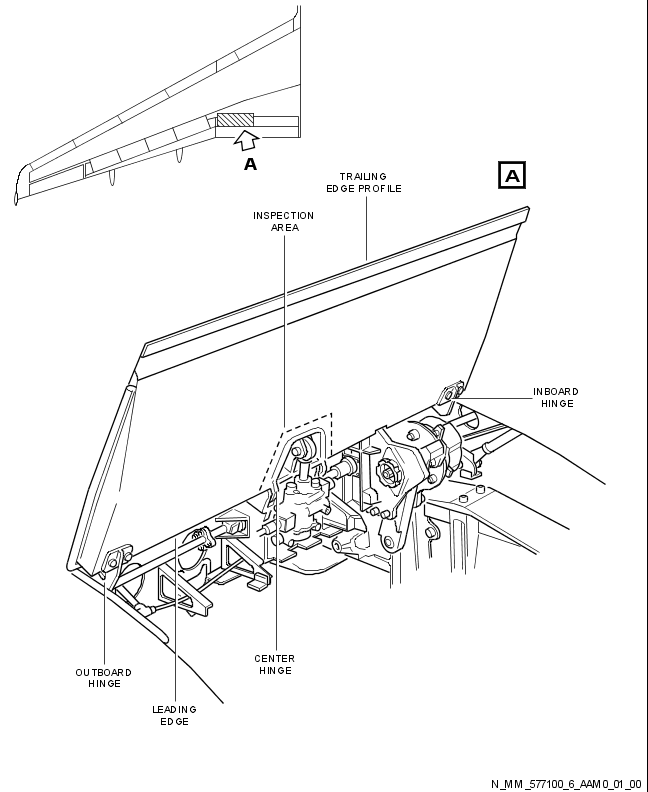 A
A
TRAILING
EDGE PROFILE
INSPECTION
AREA
INBOARD
HINGE
CENTER
HINGE
OUTBOARD
HINGE
LEADING
EDGE
N_MM_577100_6_AAM0_01_00